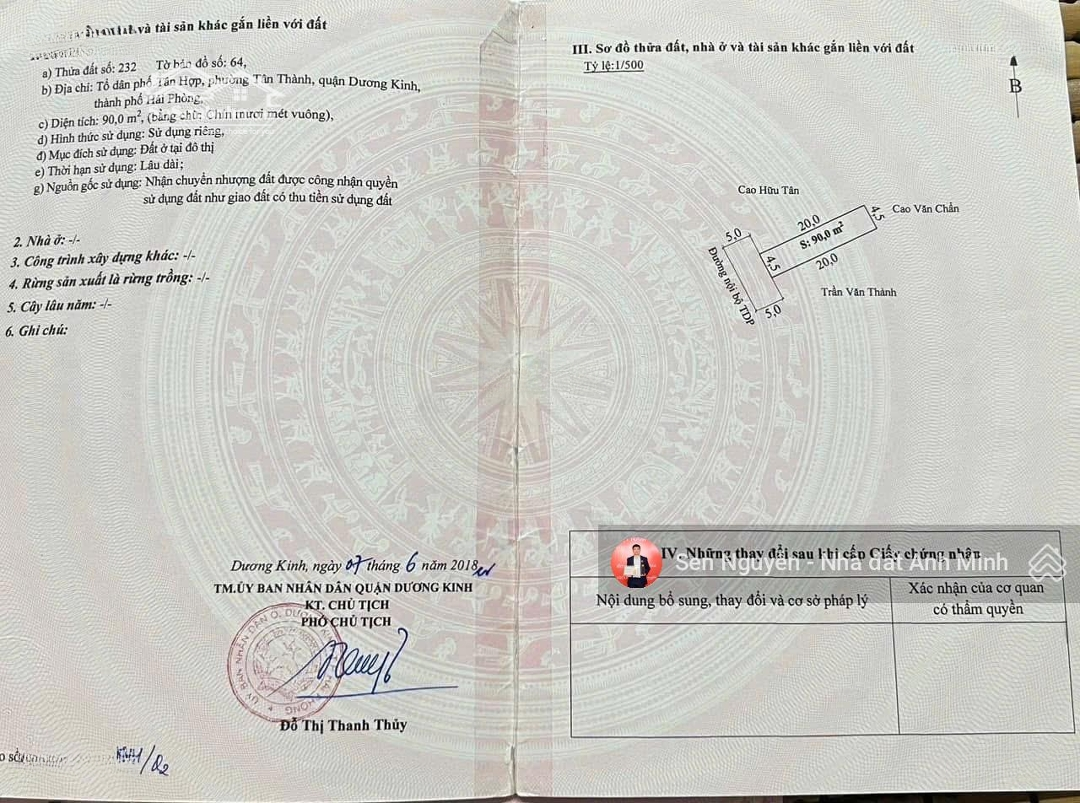 và tài sản khác gắn liền với đất
a) Thửa đất số: 232 Tờ bản đồ số: 64,
b) Địa chỉ: Tổ dân phố Tân Hợp, phường Tân Thành, quận Dương Kinh,
thành phố Hải Phòng,
c) Diện tích: 90,0 m², (bằng chữ: Chín mươi mét vuông),
d) Hình thức sử dụng: Sử dụng riêng,
đ) Mục đích sử dụng: Đất ở tại đô thị
e) Thời hạn sử dụng: Lâu dài;
g) Nguồn gốc sử dụng: Nhận chuyển nhượng đất được công nhận quyền
sử dụng đất như giao đất có thu tiền sử dụng đất
2. Nhà ở: -/-
3. Công trình xây dựng khác: -/-
4. Rừng sản xuất là rừng trồng: -/-
5. Cây lâu năm: -/-
6. Ghi chú:
Dương Kinh, ngày 07 tháng 6 năm 2018
TM.ỦY BAN NHÂN DÂN QUẬN DƯƠNG KINH
KT. CHỦ TỊCH
PHÓ CHỦ TỊCH
Đỗ Thị Thanh Thủy
III. Sơ đồ thửa đất, nhà ở và tài sản khác gắn liền với đất
Tỷ lệ:1/500
B
Cao Hữu Tân
20,0
4,5
Cao Văn Chẩn
5,0
S: 90,0 m²
4,5
20,0
Đường nội bộ TDP
Trần Văn Thành
5,0
IV. Những thay đổi sau khi cấp Giấy chứng nhận
Sen Nguyễn - Nhà đất Anh Minh
Nội dung bổ sung, thay đổi và cơ sở pháp lý
Xác nhận của cơ quan
có thẩm quyền